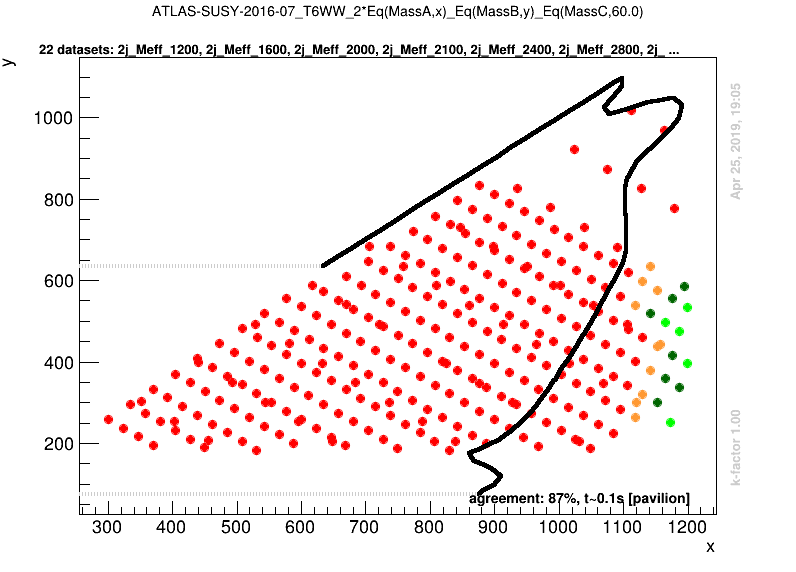 ATLAS-SUSY-2016-07_T6WW_2*Eq(MassA,x)_Eq(MassB,y)_Eq(MassC,60.0)
22 datasets: 2j_Meff_1200, 2j_Meff_1600, 2j_Meff_2000, 2j_Meff_2100, 2j_Meff_2400, 2j_Meff_2800, 2j_ ...
y
1000
800
600
400
200
Apr 25, 2019, 19:05
k-factor 1.00
agreement: 87%, t~0.1s [pavilion]
300 400 500 600 700 800 900 1000 1100 1200
x